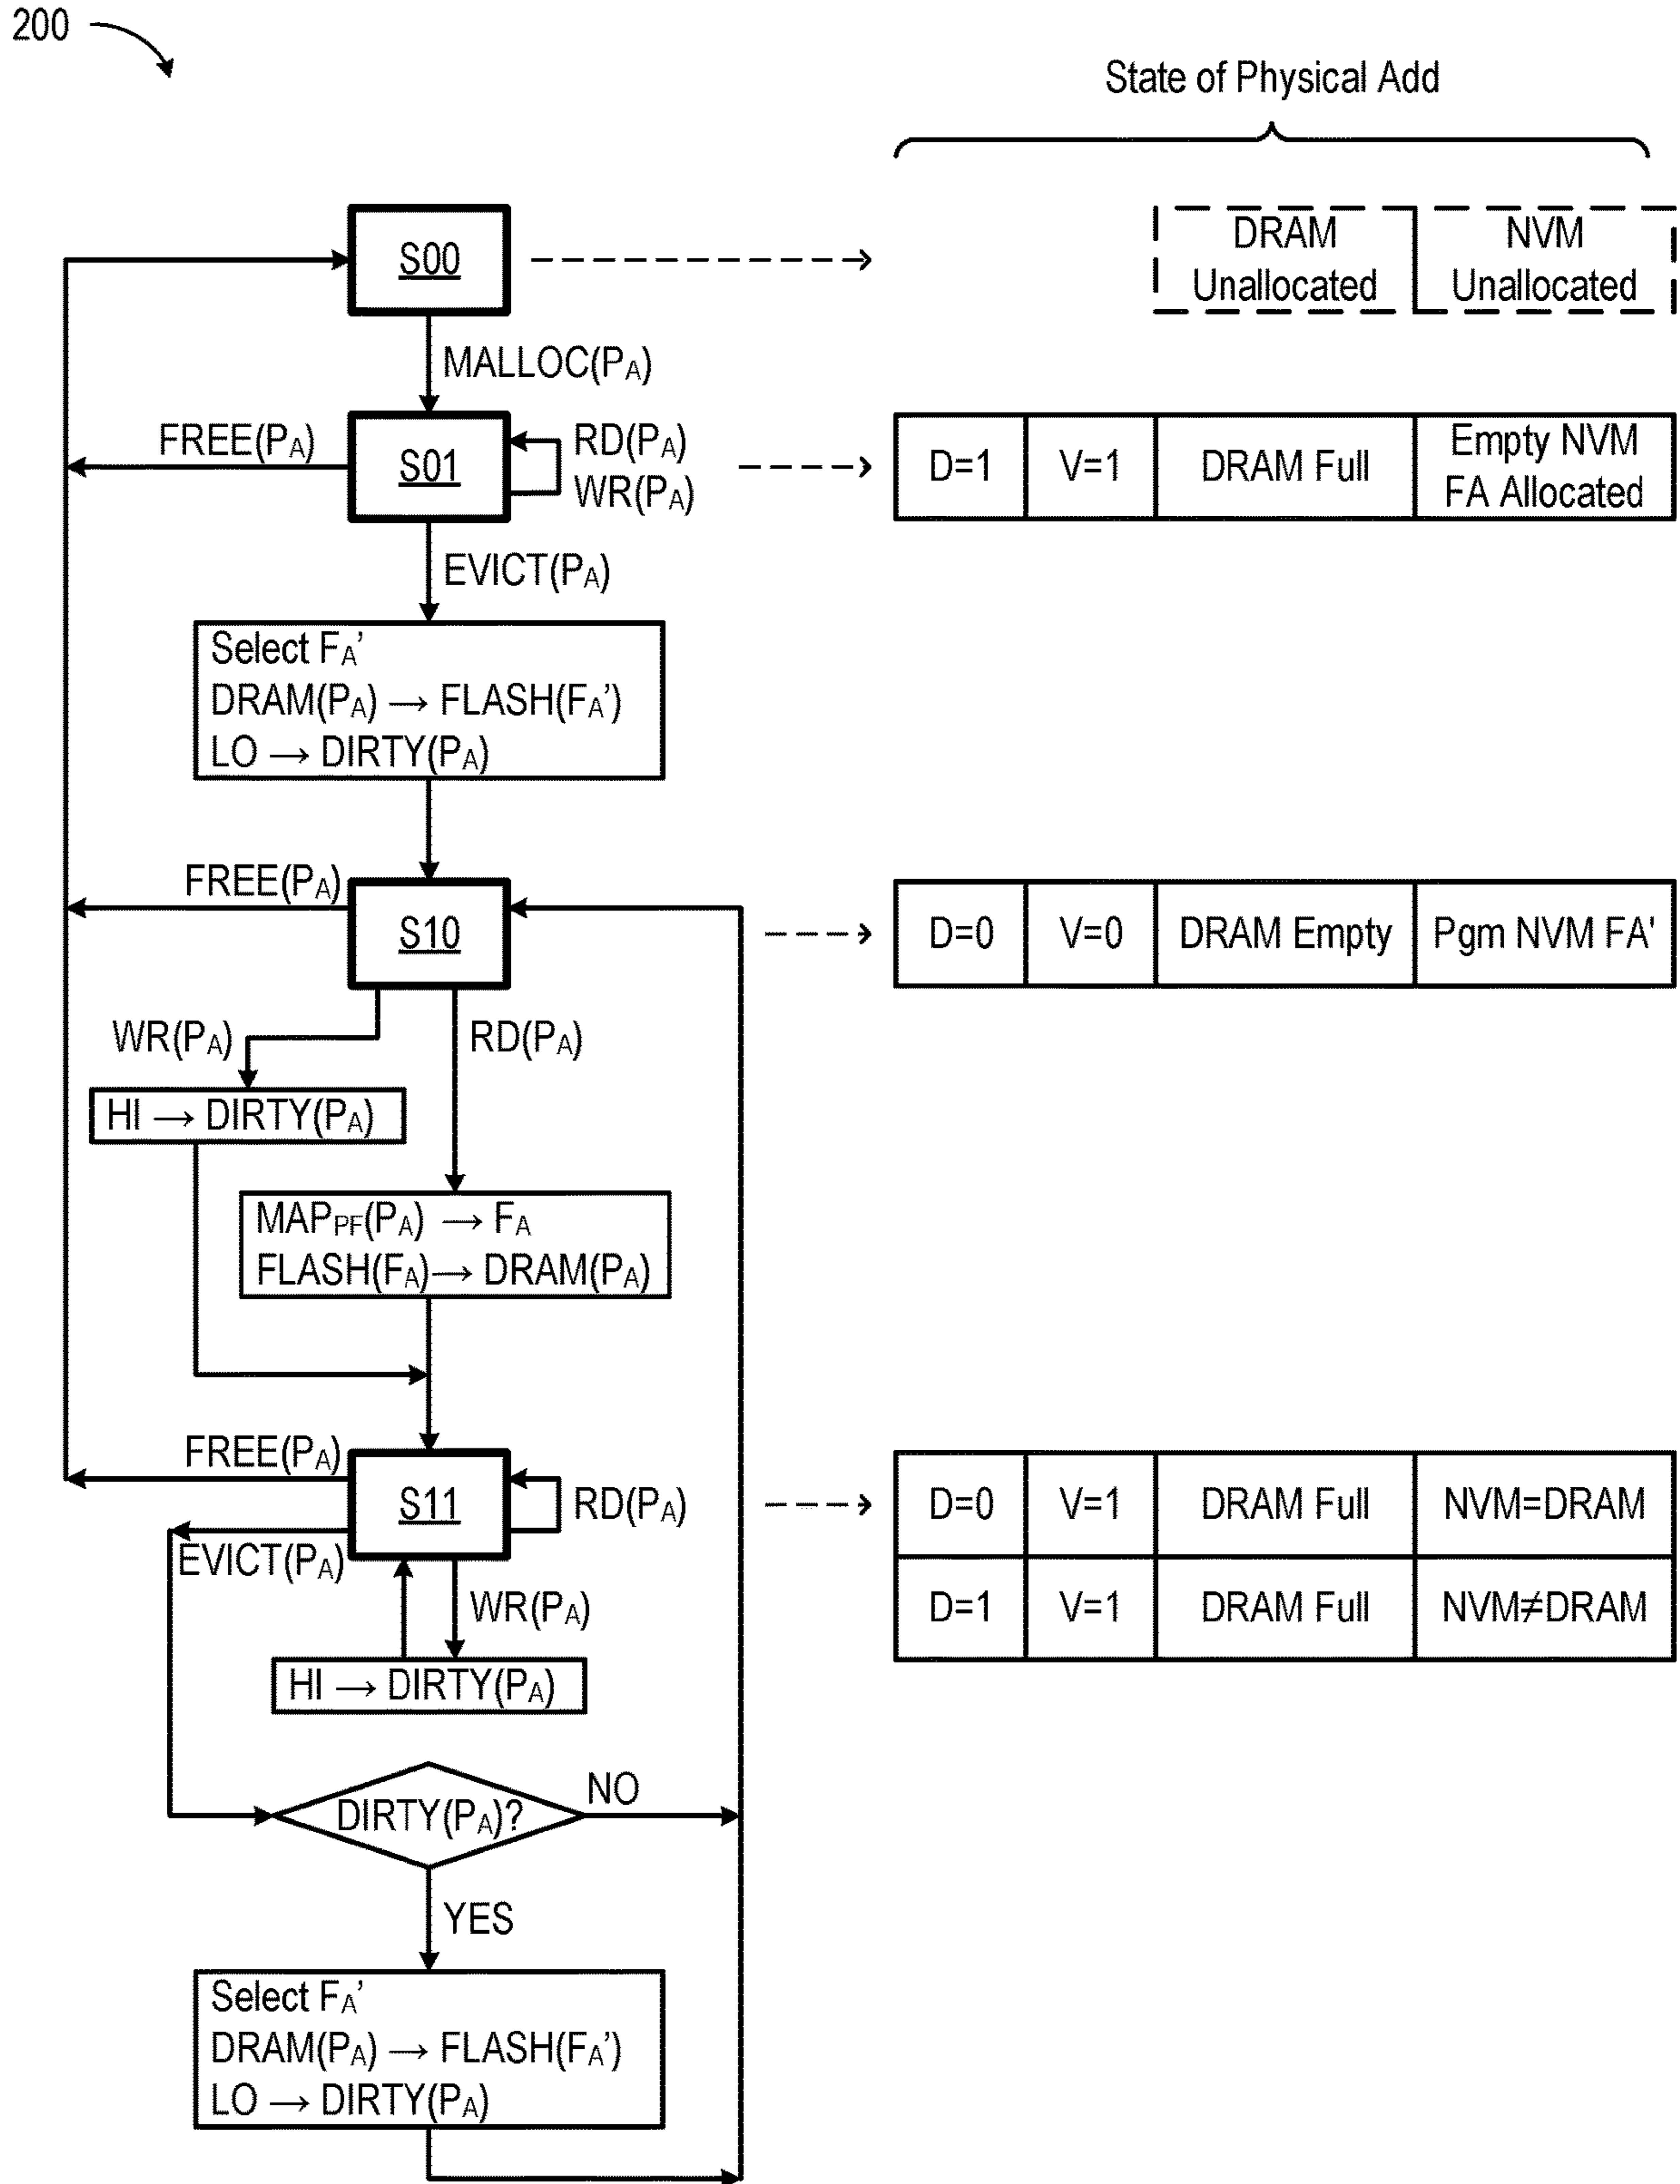 200
State of Physical Add
S00
DRAM
Unallocated
NVM
Unallocated
MALLOC(PA)
FREE(PA)
S01
RD(PA)
WR(PA)
D=1
V=1
DRAM Full
Empty NVM
FA Allocated
EVICT(PA)
Select FA’
DRAM(PA) → FLASH(FA’)
LO → DIRTY(PA)
FREE(PA)
S10
D=0
V=0
DRAM Empty
Pgm NVM FA'
WR(PA)
RD(PA)
HI → DIRTY(PA)
MAPPF(PA) → FA
FLASH(FA)→ DRAM(PA)
FREE(PA)
S11
RD(PA)
D=0
V=1
DRAM Full
NVM=DRAM
EVICT(PA)
WR(PA)
D=1
V=1
DRAM Full
NVM≠DRAM
HI → DIRTY(PA)
DIRTY(PA)?
NO
YES
Select FA’
DRAM(PA) → FLASH(FA’)
LO → DIRTY(PA)